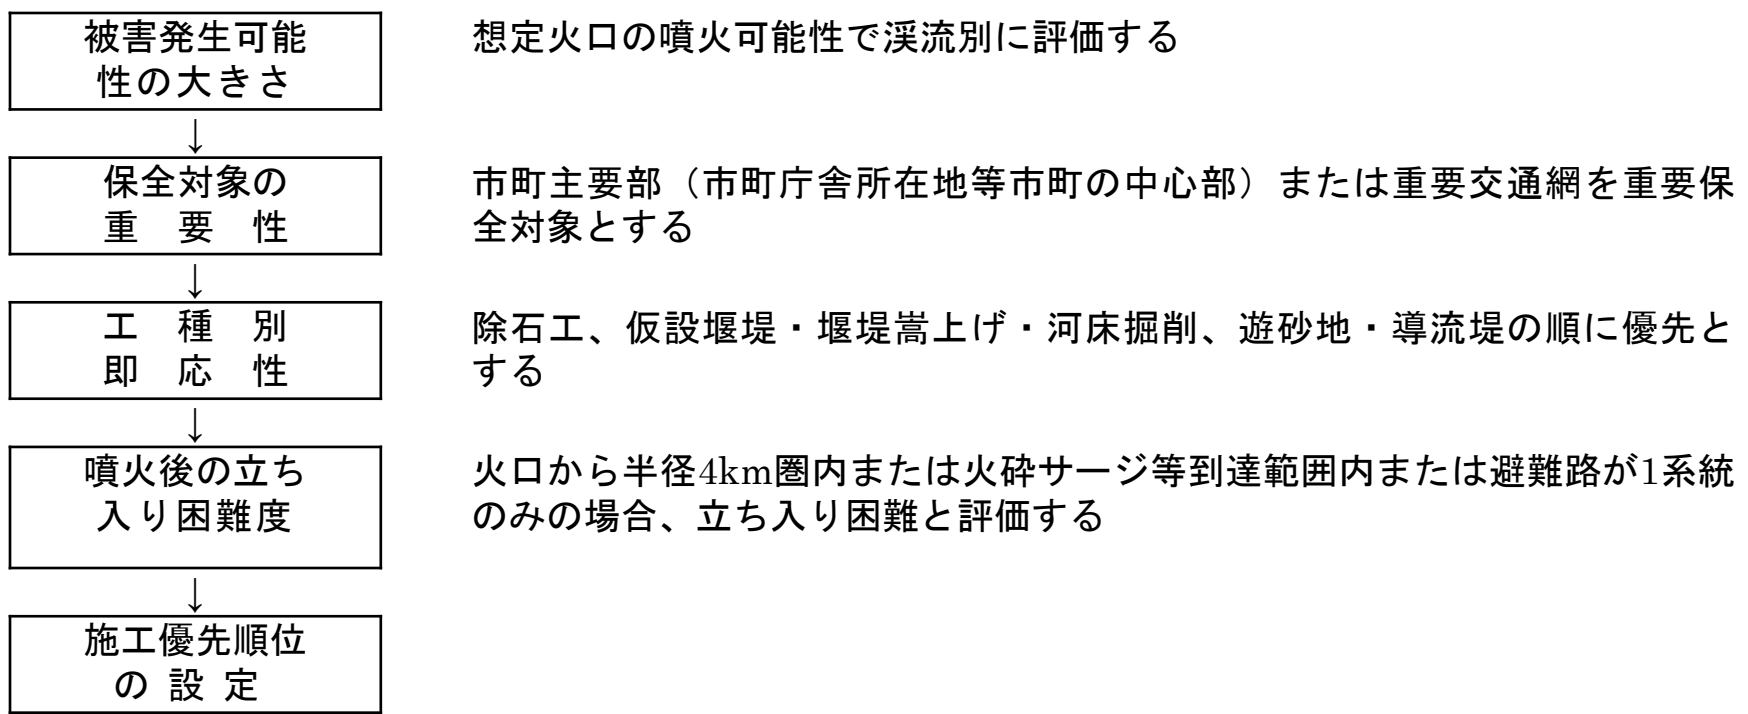 被害発生可能
性の大きさ
想定火口の噴火可能性で渓流別に評価する
↓
保全対象の
重　要　性
市町主要部（市町庁舎所在地等市町の中心部）または重要交通網を重要保
全対象とする
↓
工　種　別
即　応　性
除石工、仮設堰堤・堰堤嵩上げ・河床掘削、遊砂地・導流堤の順に優先と
する
↓
噴火後の立ち
入り困難度
火口から半径4km圏内または火砕サージ等到達範囲内または避難路が1系統
のみの場合、立ち入り困難と評価する
↓
施工優先順位
の 設 定